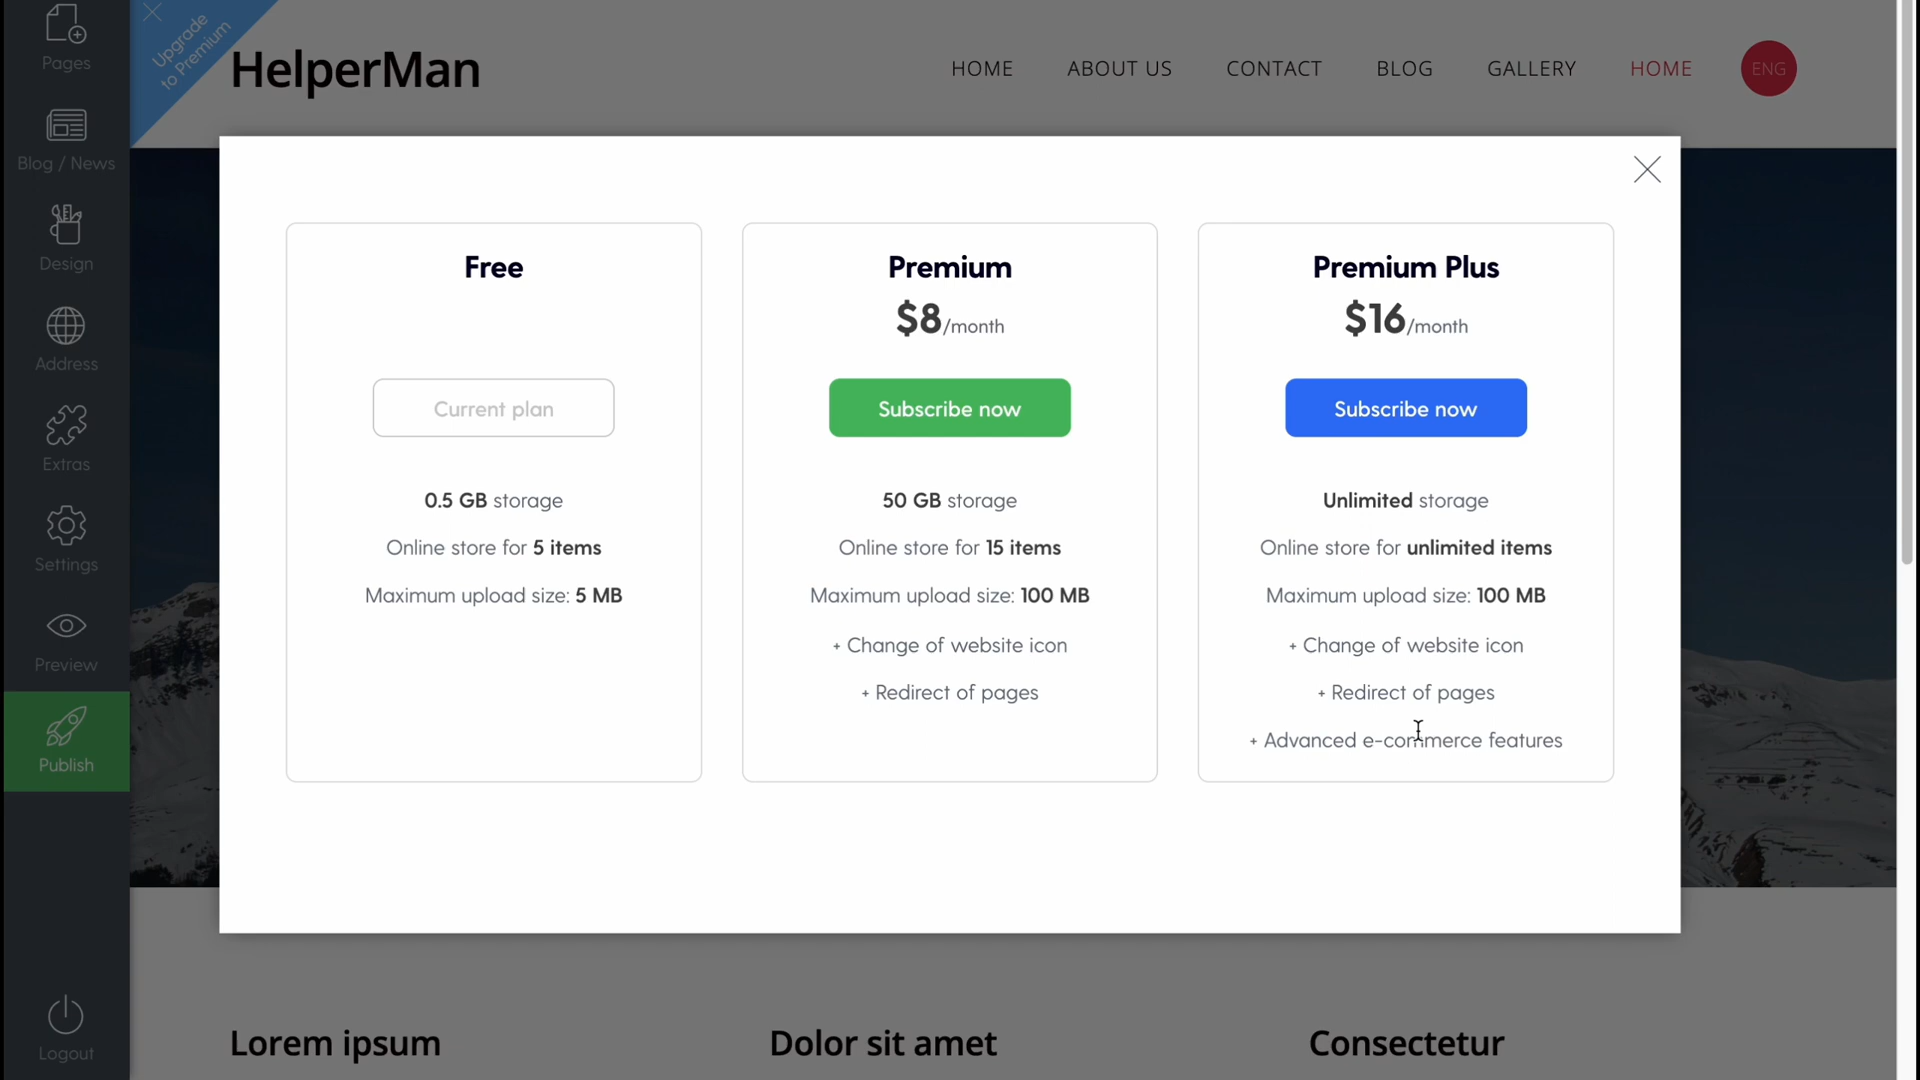 Pages
Blog / News
Design
Address
Extras
Settings
Preview
Publish
Logout
Upgrade
to Premium
HelperMan
HOME
ABOUT US
CONTACT
BLOG
GALLERY
HOME
ENG
Free
Current plan
0.5 GB storage
Online store for 5 items
Maximum upload size: 5 MB
Premium
$8/month
Subscribe now
50 GB storage
Online store for 15 items
Maximum upload size: 100 MB
+ Change of website icon
+ Redirect of pages
Premium Plus
$16/month
Subscribe now
Unlimited storage
Online store for unlimited items
Maximum upload size: 100 MB
+ Change of website icon
+ Redirect of pages
+ Advanced e-commerce features
Lorem ipsum
Dolor sit amet
Consectetur